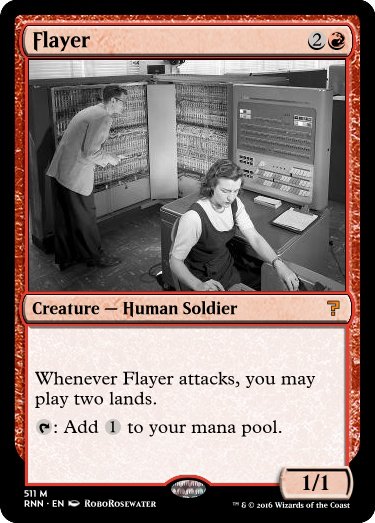 Flayer 2
Creature — Human Soldier
Whenever Flayer attacks, you may
play two lands.
: Add 1 to your mana pool.
1/1
511 M
RNN • EN RoboRosewater
™ & © 2016 Wizards of the Coast